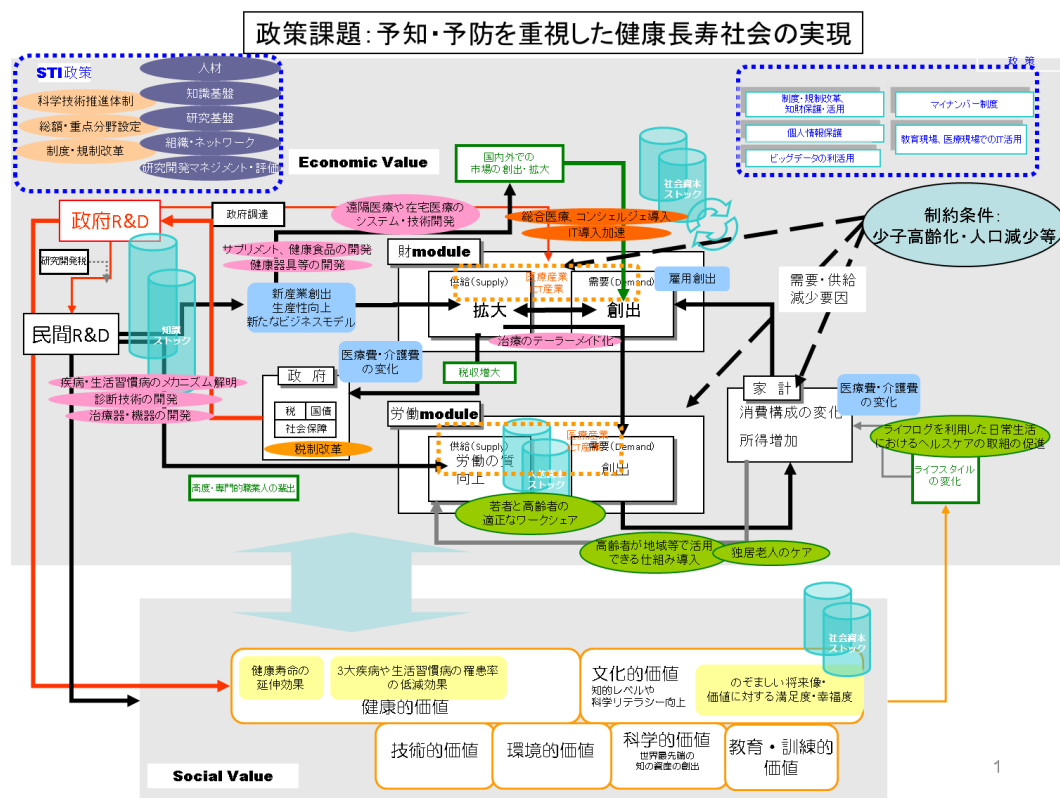 政策課題：予知・予防を重視した健康長寿社会の実現
政 策
STI政策
人材
知識基盤
研究基盤
組織・ネットワーク
研究開発マネジメント・評価
科学技術推進体制
総額・重点分野設定
制度・規制改革
制度・規制改革、
知財保護・活用
個人情報保護
ビッグデータの利活用
マイナンバー制度
教育現場、医療現場でのIT活用
Economic Value
国内外での
市場の創出・拡大
社会資本
ストック
制約条件：
少子高齢化・人口減少等
政府R&D
政府調達
遠隔医療や在宅医療の
システム・技術開発
総合医療、コンシェルジェ導入
IT導入加速
研究開発税
サプリメント、健康食品の開発
健康器具等の開発
財module
供給(Supply)
拡大
医療産業
ICT産業
需要(Demand)
創出
雇用創出
需要・供給
減少要因
新産業創出
生産性向上
新たなビジネスモデル
民間R&D
知識
ストック
治療のテーラーメイド化
疾病・生活習慣病のメカニズム解明
診断技術の開発
治療器・機器の開発
政 府
税
国債
社会保障
税制改革
医療費・介護費
の変化
税収増大
労働module
供給(Supply)
労働の質
向上
医療産業
ICT産業
需要(Demand)
創出
ストック
家 計
消費構成の変化
所得増加
医療費・介護費
の変化
ライフログを利用した日常生活
におけるヘルスケアの取組の促進
ライフスタイル
の変化
高度・専門的職業人の輩出
若者と高齢者の
適正なワークシェア
高齢者が地域等で活用
できる仕組み導入
独居老人のケア
社会資本
ストック
健康寿命の
延伸効果
3大疾病や生活習慣病の罹患率
の低減効果
健康的価値
文化的価値
知的レベルや
科学リテラシー向上
のぞましい将来像・
価値に対する満足度・幸福度
技術的価値
環境的価値
科学的価値
世界最先端の
知の資産の創出
教育・訓練的
価値
Social Value
1